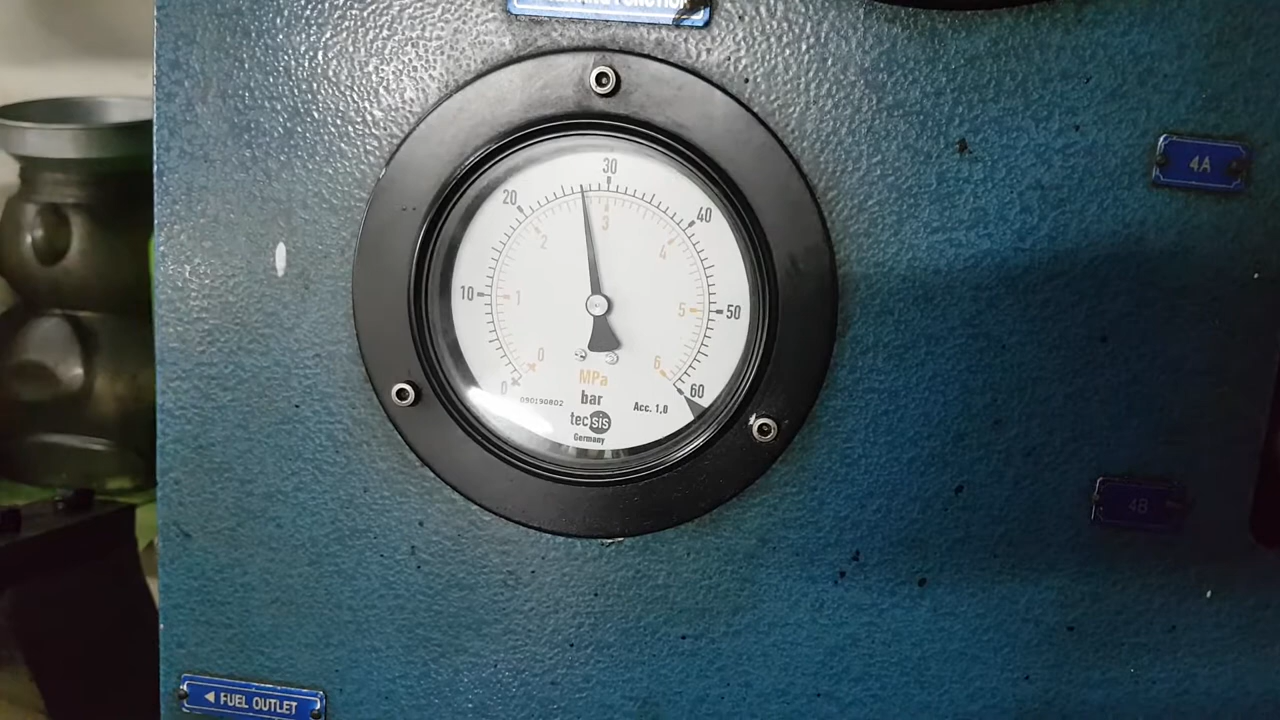 FUNCTION
4A
30
20
40
3
2
4
10
1
5
50
0
6
0
60
MPa
bar
090190802
Acc. 1,0
tecsis
Germany
4B
◀ FUEL OUTLET